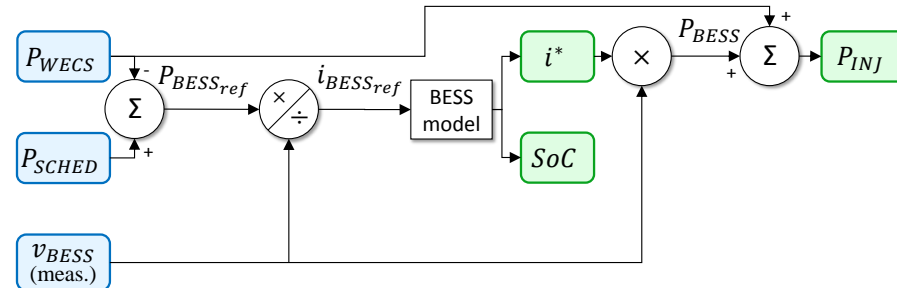 P_WECS
-
+
P_BESS_ref
i_BESS_ref
P_BESS
i*
×
Σ
P_INJ
+
Σ
×
÷
BESS
model
P_SCHED
+
SoC
v_BESS
(meas.)